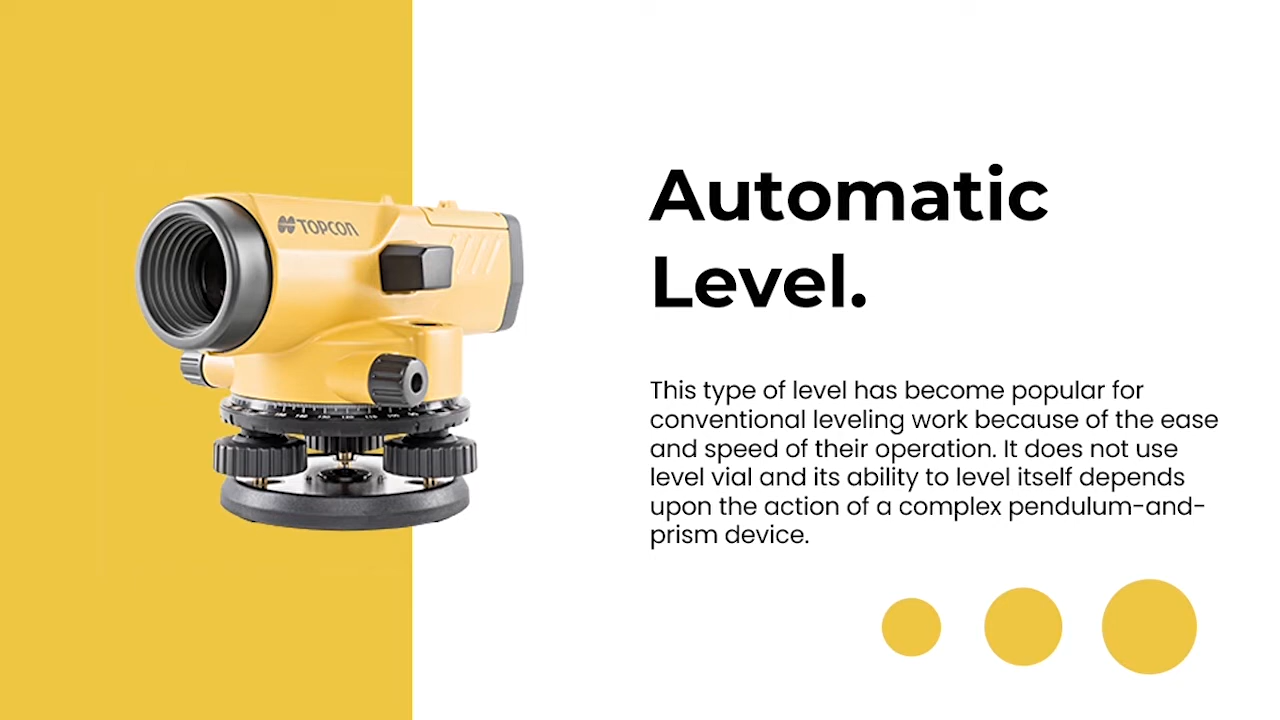 TOPCON
Automatic
Level.
This type of level has become popular for
conventional leveling work because of the ease
and speed of their operation. It does not use
level vial and its ability to level itself depends
upon the action of a complex pendulum-and-
prism device.